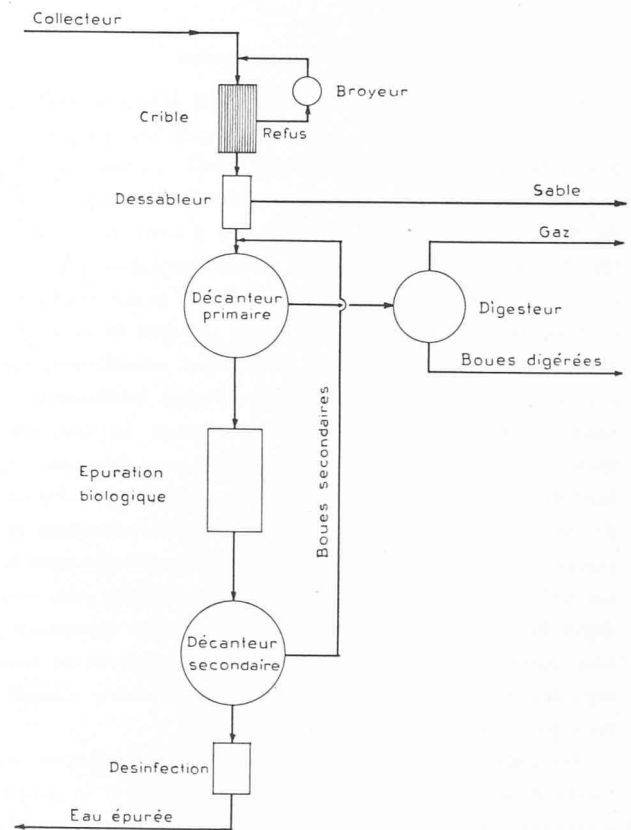 Collecteur
Broyeur
Crible
Refus
Dessableur
Sable
Gaz
Décanteur
primaire
Digesteur
Boues digérées
Boues secondaires
Epuration
biologique
Décanteur
secondaire
Desinfection
Eau épurée